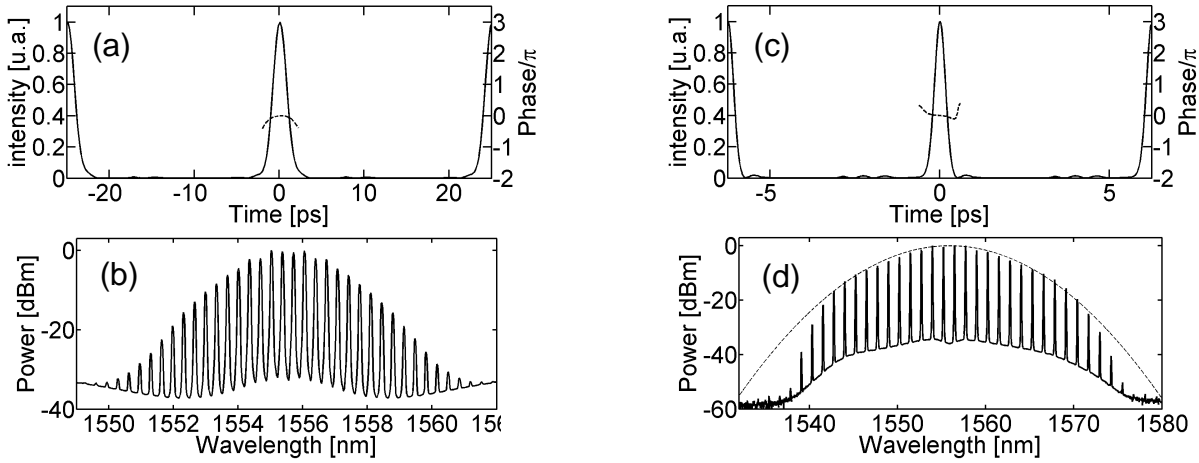 (a)
intensity [u.a.]
1
0.8
0.6
0.4
0.2
0
3
2
1
0
-1
-2
Phase/π
-20 -10 0 10 20
Time [ps]
(c)
intensity [u.a.]
1
0.8
0.6
0.4
0.2
0
3
2
1
0
-1
-2
Phase/π
-5 0 5
Time [ps]
(b)
Power [dBm]
0
-20
-40
1550 1552 1554 1556 1558 1560 156
Wavelength [nm]
(d)
Power [dBm]
0
-20
-40
-60
1540 1550 1560 1570 1580
Wavelength [nm]